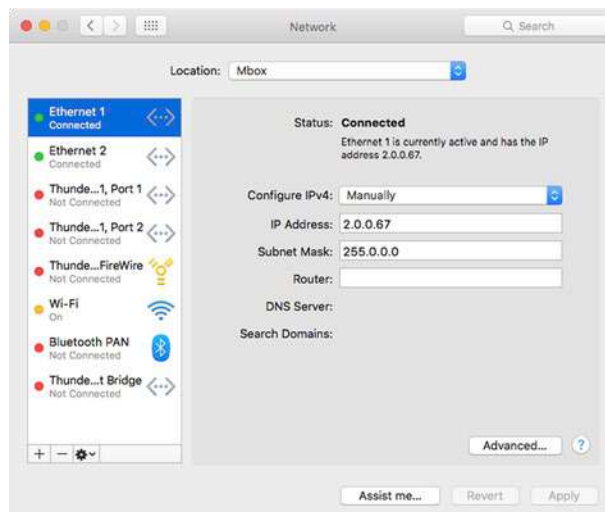 Network
Search
Location: Mbox
Ethernet 1
Connected
Ethernet 2
Connected
Thunde...1, Port 1
Not Connected
Thunde...1, Port 2
Not Connected
Thunde...FireWire
Not Connected
Wi-Fi
On
Bluetooth PAN
Not Connected
Thunde...t Bridge
Not Connected
+ −
Status: Connected
Ethernet 1 is currently active and has the IP
address 2.0.0.67.
Configure IPv4: Manually
IP Address: 2.0.0.67
Subnet Mask: 255.0.0.0
Router:
DNS Server:
Search Domains:
Advanced... ?
Assist me... Revert Apply